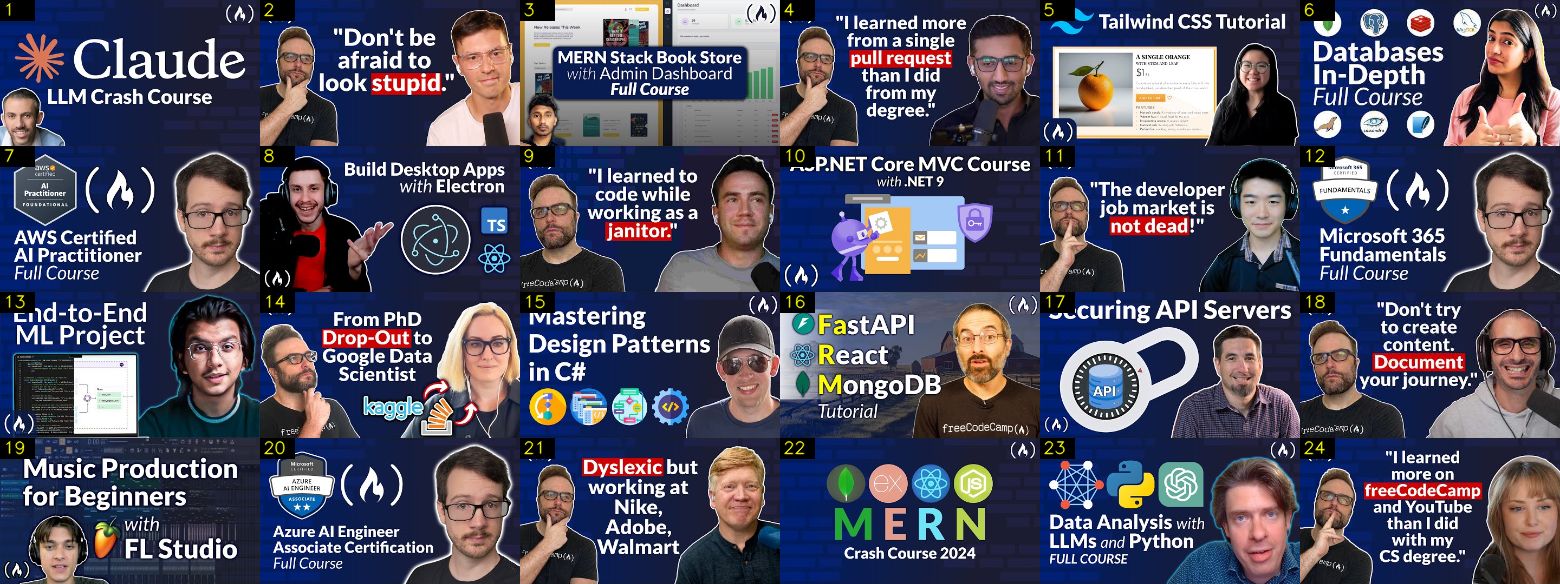 1
Claude
LLM Crash Course
2
"Don't be
afraid to
look stupid."
3
MERN Stack Book Store
with Admin Dashboard
Full Course
4
"I learned more
from a single
pull request
than I did
from my
degree."
5
Tailwind CSS Tutorial
A SINGLE ORANGE
6
Databases
In-Depth
Full Course
7
aws
certified
AI
Practitioner
FOUNDATIONAL
AWS Certified
AI Practitioner
Full Course
8
Build Desktop Apps
with Electron
TS
9
"I learned to
code while
working as a
janitor."
10
ASP.NET Core MVC Course
with .NET 9
11
"The developer
job market is
not dead!"
12
Microsoft 365
CERTIFIED
FUNDAMENTALS
Microsoft 365
Fundamentals
Full Course
13
End-to-End
ML Project
14
From PhD
Drop-Out to
Google Data
Scientist
kaggle
15
Mastering
Design Patterns
in C#
16
FastAPI
React
MongoDB
Tutorial
freeCodeCamp(
17
Securing API Servers
API
18
"Don't try
to create
content.
Document
your journey."
19
Music Production
for Beginners
with
FL Studio
20
Microsoft
CERTIFIED
AZURE
AI ENGINEER
ASSOCIATE
Azure AI Engineer
Associate Certification
Full Course
21
Dyslexic but
working at
Nike,
Adobe,
Walmart
22
ex
JS
MERN
Crash Course 2024
23
Data Analysis with
LLMs and Python
FULL COURSE
24
"I learned
more on
freeCodeCamp
and YouTube
than I did
with my
CS degree."